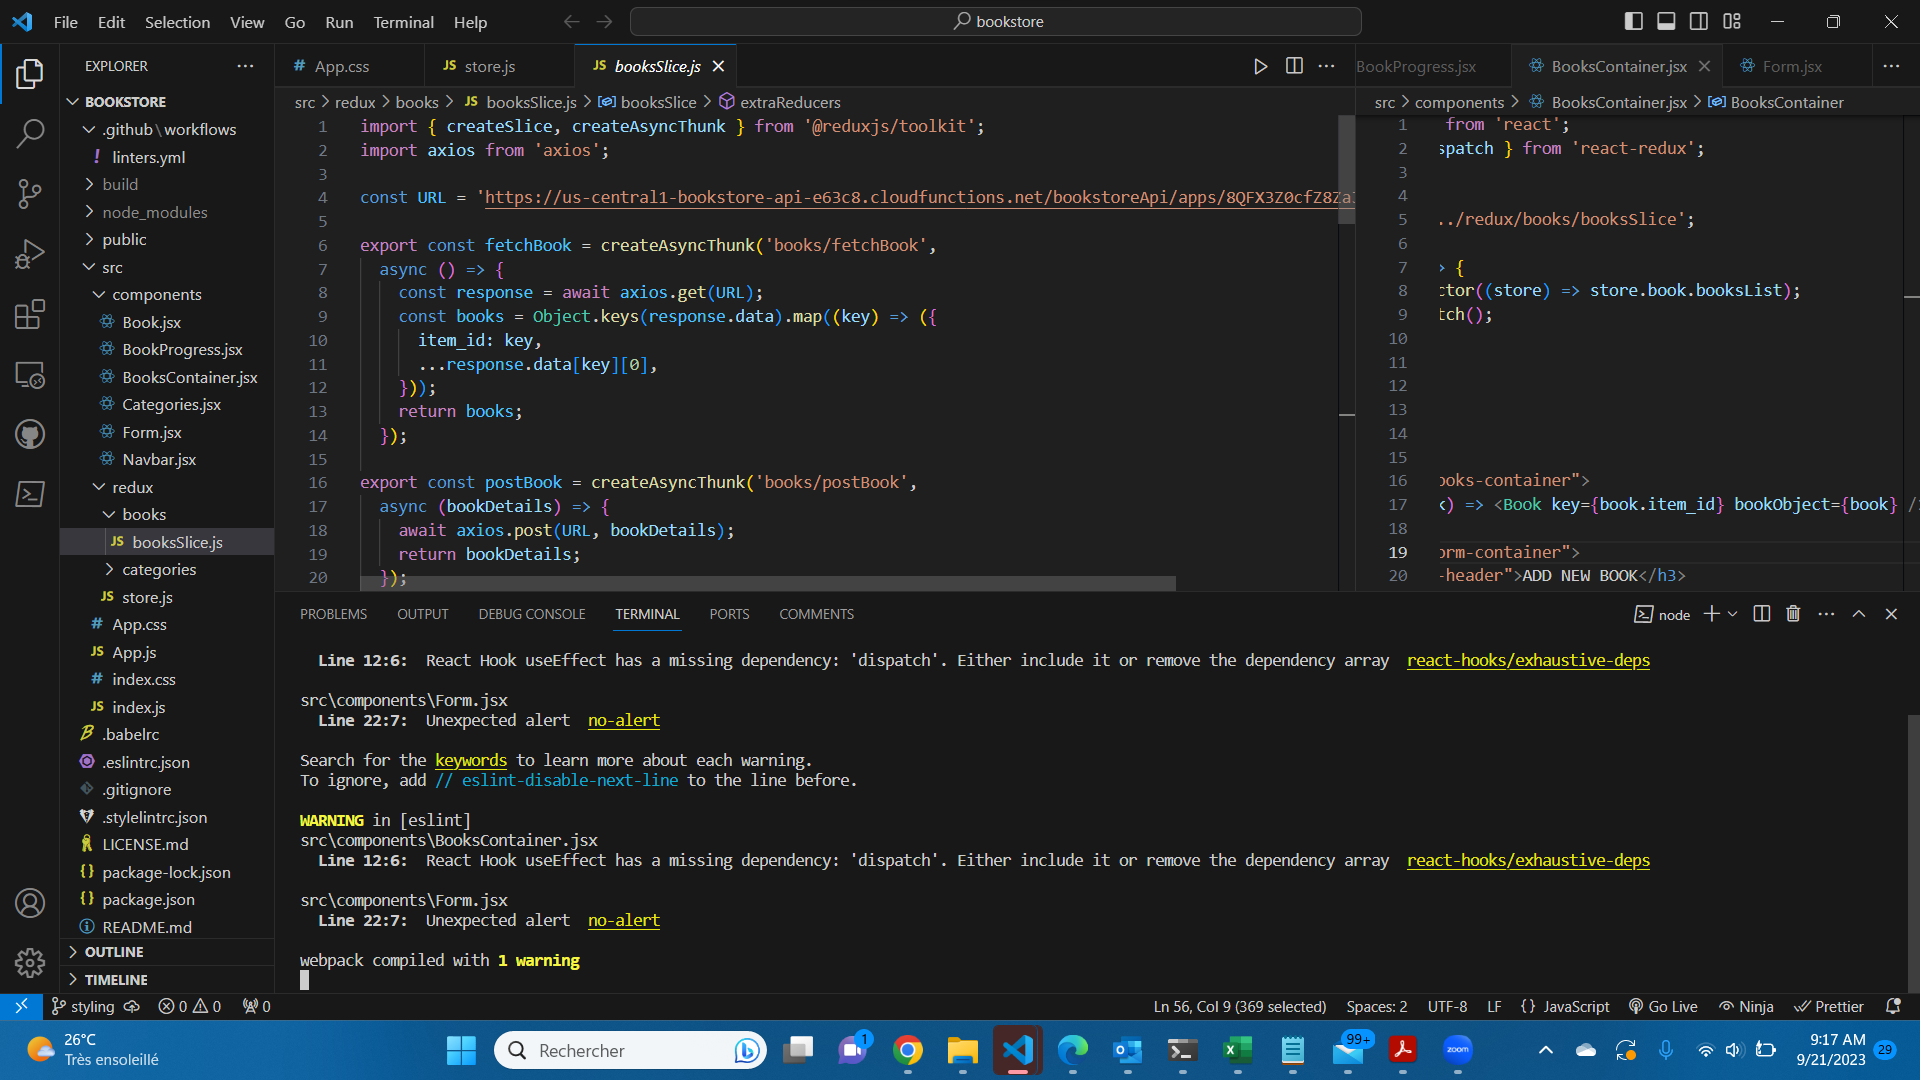 File Edit Selection View Go Run Terminal Help
bookstore
EXPLORER
BOOKSTORE
.github\workflows
linters.yml
build
node_modules
public
src
components
Book.jsx
BookProgress.jsx
BooksContainer.jsx
Categories.jsx
Form.jsx
Navbar.jsx
redux
books
JS booksSlice.js
categories
JS store.js
# App.css
JS App.js
# index.css
JS index.js
.babelrc
.eslintrc.json
.gitignore
.stylelintrc.json
LICENSE.md
package-lock.json
package.json
README.md
OUTLINE
TIMELINE
# App.css JS store.js JS booksSlice.js
src > redux > books > JS booksSlice.js > booksSlice > extraReducers
1 import { createSlice, createAsyncThunk } from '@reduxjs/toolkit';
2 import axios from 'axios';
3
4 const URL = 'https://us-central1-bookstore-api-e63c8.cloudfunctions.net/bookstoreApi/apps/8QFX3Z0cfZ8Za
5
6 export const fetchBook = createAsyncThunk('books/fetchBook',
7 async () => {
8 const response = await axios.get(URL);
9 const books = Object.keys(response.data).map((key) => ({
10 item_id: key,
11 ...response.data[key][0],
12 }));
13 return books;
14 });
15
16 export const postBook = createAsyncThunk('books/postBook',
17 async (bookDetails) => {
18 await axios.post(URL, bookDetails);
19 return bookDetails;
20 });
BookProgress.jsx BooksContainer.jsx Form.jsx
src > components > BooksContainer.jsx > BooksContainer
1 from 'react';
2 spatch } from 'react-redux';
3
4
5 ../redux/books/booksSlice';
6
7 > {
8 ctor((store) => store.book.booksList);
9 tch();
10
11
12
13
14
15
16 ooks-container">
17 k) => <Book key={book.item_id} bookObject={book} /
18
19 orm-container">
20 -header">ADD NEW BOOK</h3>
PROBLEMS OUTPUT DEBUG CONSOLE TERMINAL PORTS COMMENTS
node
Line 12:6: React Hook useEffect has a missing dependency: 'dispatch'. Either include it or remove the dependency array react-hooks/exhaustive-deps
src\components\Form.jsx
Line 22:7: Unexpected alert no-alert
Search for the keywords to learn more about each warning.
To ignore, add // eslint-disable-next-line to the line before.
WARNING in [eslint]
src\components\BooksContainer.jsx
Line 12:6: React Hook useEffect has a missing dependency: 'dispatch'. Either include it or remove the dependency array react-hooks/exhaustive-deps
src\components\Form.jsx
Line 22:7: Unexpected alert no-alert
webpack compiled with 1 warning
styling 0 0 0
Ln 56, Col 9 (369 selected) Spaces: 2 UTF-8 LF {} JavaScript Go Live Ninja Prettier
26°C
Très ensoleillé
Rechercher
1
99+
zoom
9:17 AM
9/21/2023
29